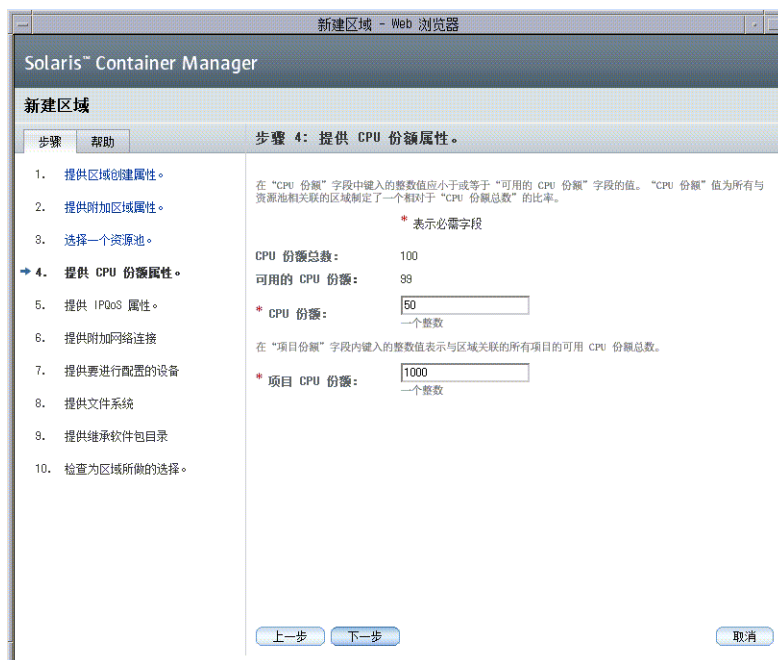 新建区域 - Web 浏览器
Solaris™ Container Manager
新建区域
步骤 帮助
1. 提供区域创建属性。
2. 提供附加区域属性。
3. 选择一个资源池。
4. 提供 CPU 份额属性。
5. 提供 IPQoS 属性。
6. 提供附加网络连接
7. 提供要进行配置的设备
8. 提供文件系统
9. 提供继承软件包目录
10. 检查为区域所做的选择。
步骤 4: 提供 CPU 份额属性。
在“CPU 份额”字段中键入的整数值应小于或等于“可用的 CPU 份额”字段的值。 “CPU 份额”值为所有与
资源池相关联的区域制定了一个相对于“CPU 份额总数”的比率。
* 表示必需字段
CPU 份额总数: 100
可用的 CPU 份额: 99
* CPU 份额: 50
一个整数
在“项目份额”字段内键入的整数值表示与区域关联的所有项目的可用 CPU 份额总数。
* 项目 CPU 份额: 1000
一个整数
上一步 下一步 取消